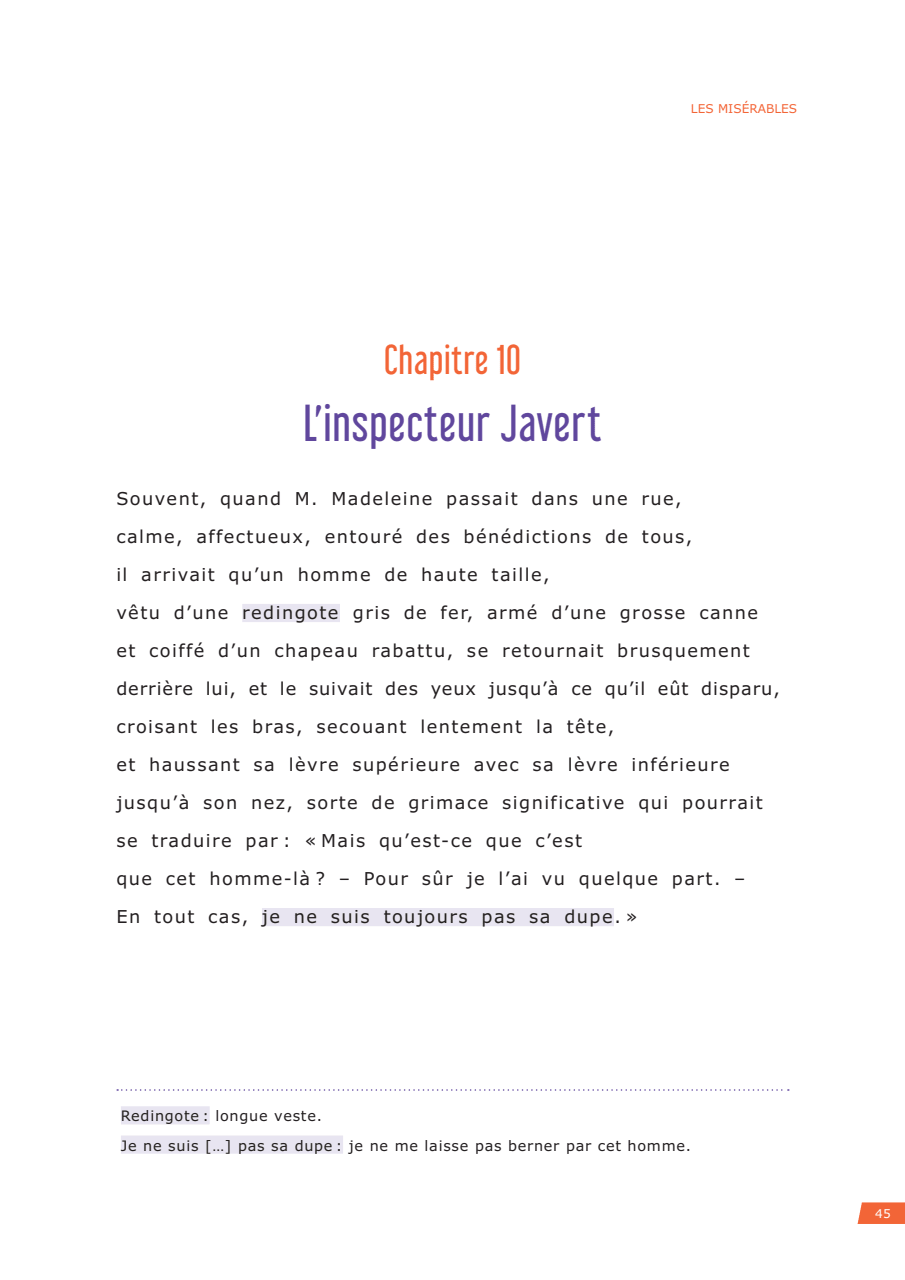 LES MISÉRABLES
Chapitre 10
L’inspecteur Javert
Souvent, quand M. Madeleine passait dans une rue,
calme, affectueux, entouré des bénédictions de tous,
il arrivait qu’un homme de haute taille,
vêtu d’une redingote gris de fer, armé d’une grosse canne
et coiffé d’un chapeau rabattu, se retournait brusquement
derrière lui, et le suivait des yeux jusqu’à ce qu’il eût disparu,
croisant les bras, secouant lentement la tête,
et haussant sa lèvre supérieure avec sa lèvre inférieure
jusqu’à son nez, sorte de grimace significative qui pourrait
se traduire par : « Mais qu’est-ce que c’est
que cet homme-là ? – Pour sûr je l’ai vu quelque part. –
En tout cas, je ne suis toujours pas sa dupe. »
Redingote : longue veste.
Je ne suis […] pas sa dupe : je ne me laisse pas berner par cet homme.
45